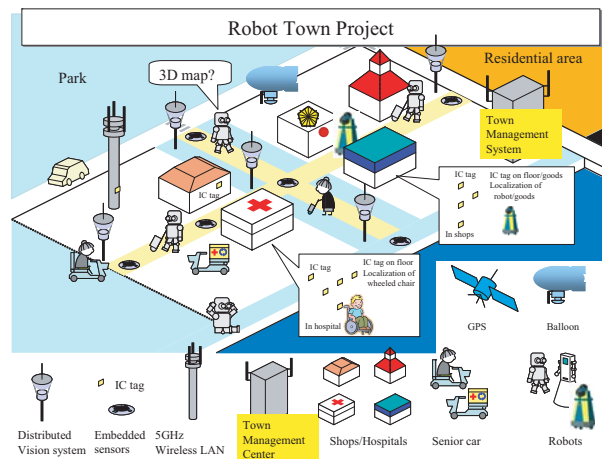 Robot Town Project
Residential area
Park
3D map?
Town
Management
System
IC tag
IC tag on floor/goods
Localization of
robot/goods
In shops
IC tag
IC tag
IC tag on floor
Localization of
wheeled chair
In hospital
GPS
Balloon
IC tag
Distributed
Vision system
Embedded
sensors
5GHz
Wireless LAN
Town
Management
Center
Shops/Hospitals
Senior car
Robots